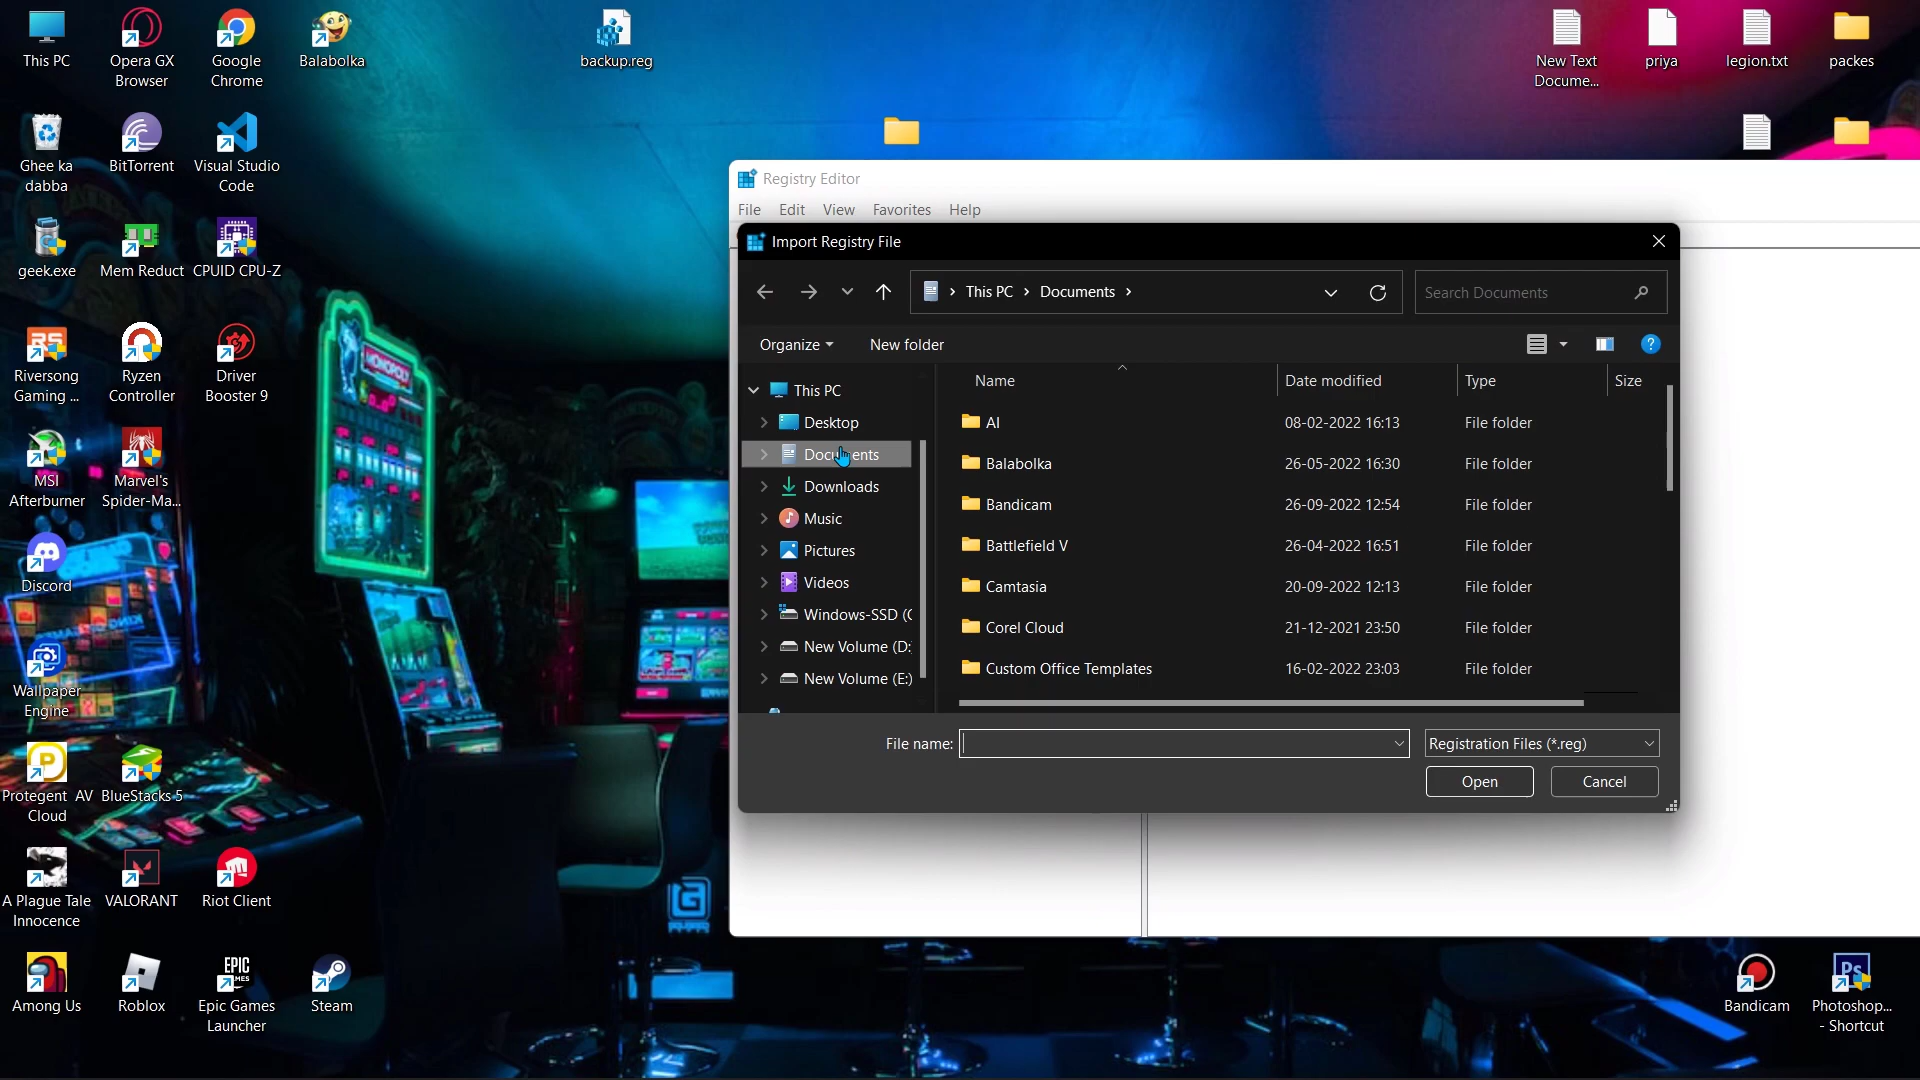 This PC
Opera GX
Browser
Google
Chrome
Balabolka
backup.reg
New Text
Docume...
priya
legion.txt
packes
Ghee ka
dabba
BitTorrent
Visual Studio
Code
geek.exe
Mem Reduct
CPUID CPU-Z
Riversong
Gaming ...
Ryzen
Controller
Driver
Booster 9
MSI
Afterburner
Marvel's
Spider-Ma...
Discord
Wallpaper
Engine
Protegent AV
Cloud
BlueStacks 5
A Plague Tale
Innocence
VALORANT
Riot Client
Among Us
Roblox
Epic Games
Launcher
Steam
Bandicam
Photoshop...
- Shortcut
MONOPOLY
Registry Editor
File Edit View Favorites Help
Import Registry File
This PC > Documents >
Search Documents
Organize
New folder
This PC
Desktop
Documents
Downloads
Music
Pictures
Videos
Windows-SSD (C
New Volume (D:
New Volume (E:)
Name Date modified Type Size
AI 08-02-2022 16:13 File folder
Balabolka 26-05-2022 16:30 File folder
Bandicam 26-09-2022 12:54 File folder
Battlefield V 26-04-2022 16:51 File folder
Camtasia 20-09-2022 12:13 File folder
Corel Cloud 21-12-2021 23:50 File folder
Custom Office Templates 16-02-2022 23:03 File folder
File name:
Registration Files (*.reg)
Open
Cancel